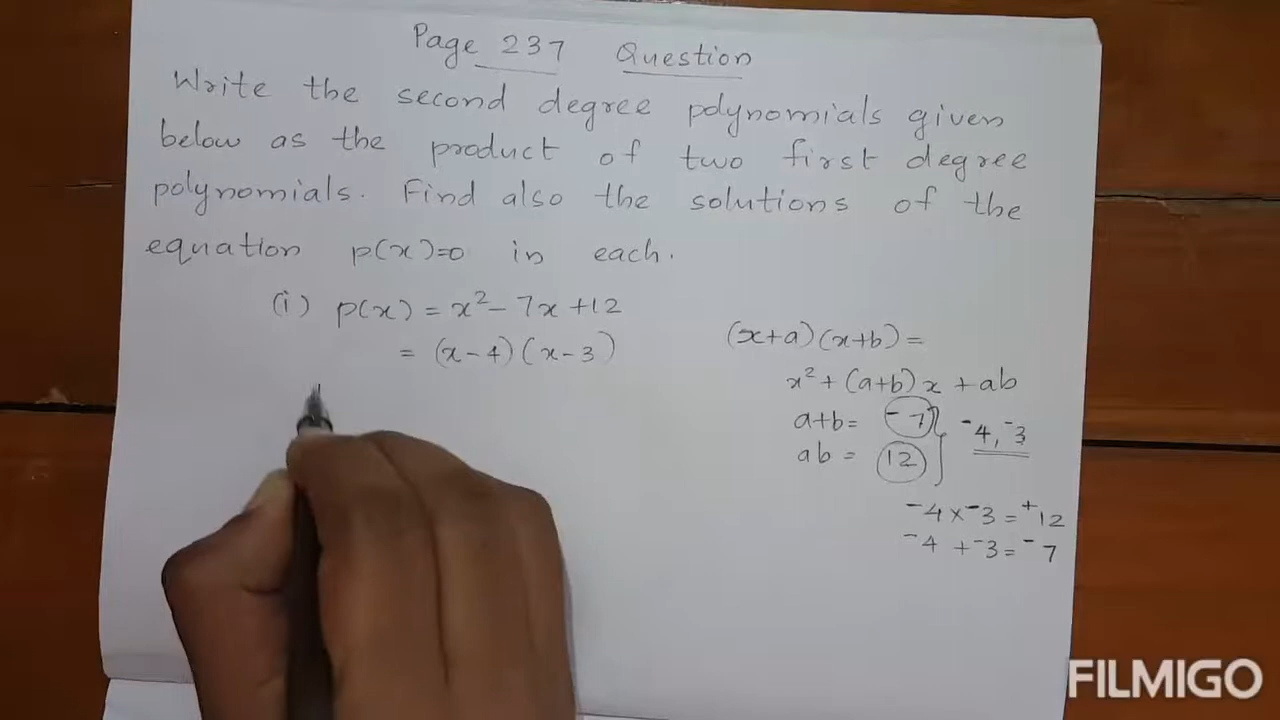 Page 237 Question
Write the second degree polynomials given
below as the product of two first degree
polynomials. Find also the solutions of the
equation p(x)=0 in each.
(i) p(x) = x² - 7x + 12
= (x-4)(x-3)
(x+a)(x+b) =
x² + (a+b)x + ab
a+b = -7
ab = 12
-4, -3
-4 x -3 = +12
-4 + -3 = -7
FILMIGO